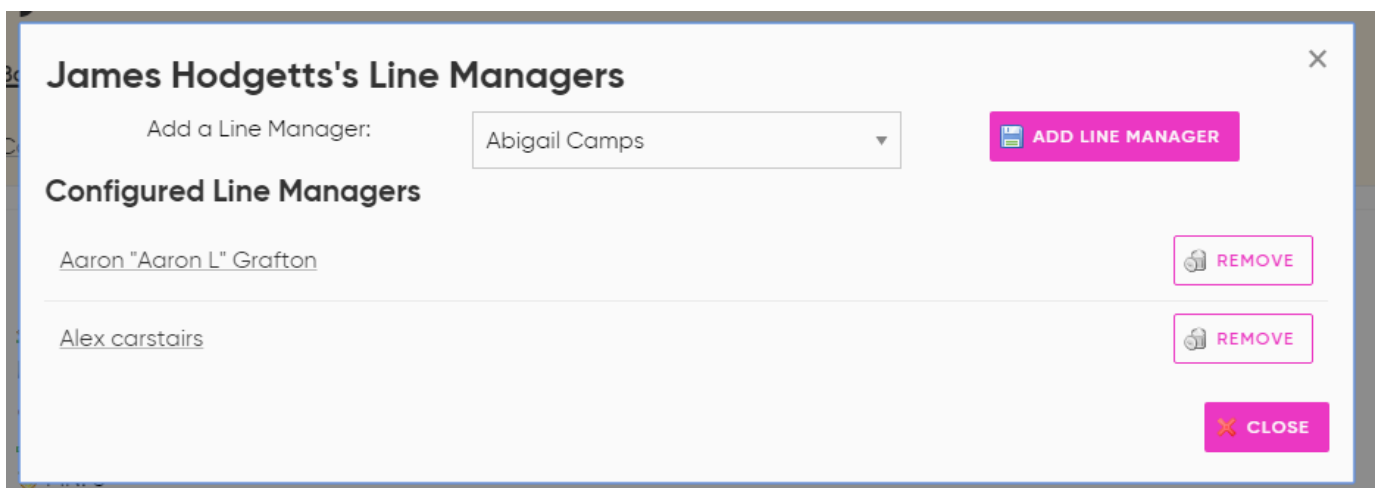 James Hodgetts's Line Managers
Add a Line Manager: Abigail Camps ADD LINE MANAGER
Configured Line Managers
Aaron "Aaron L" Grafton REMOVE
Alex carstairs REMOVE
CLOSE